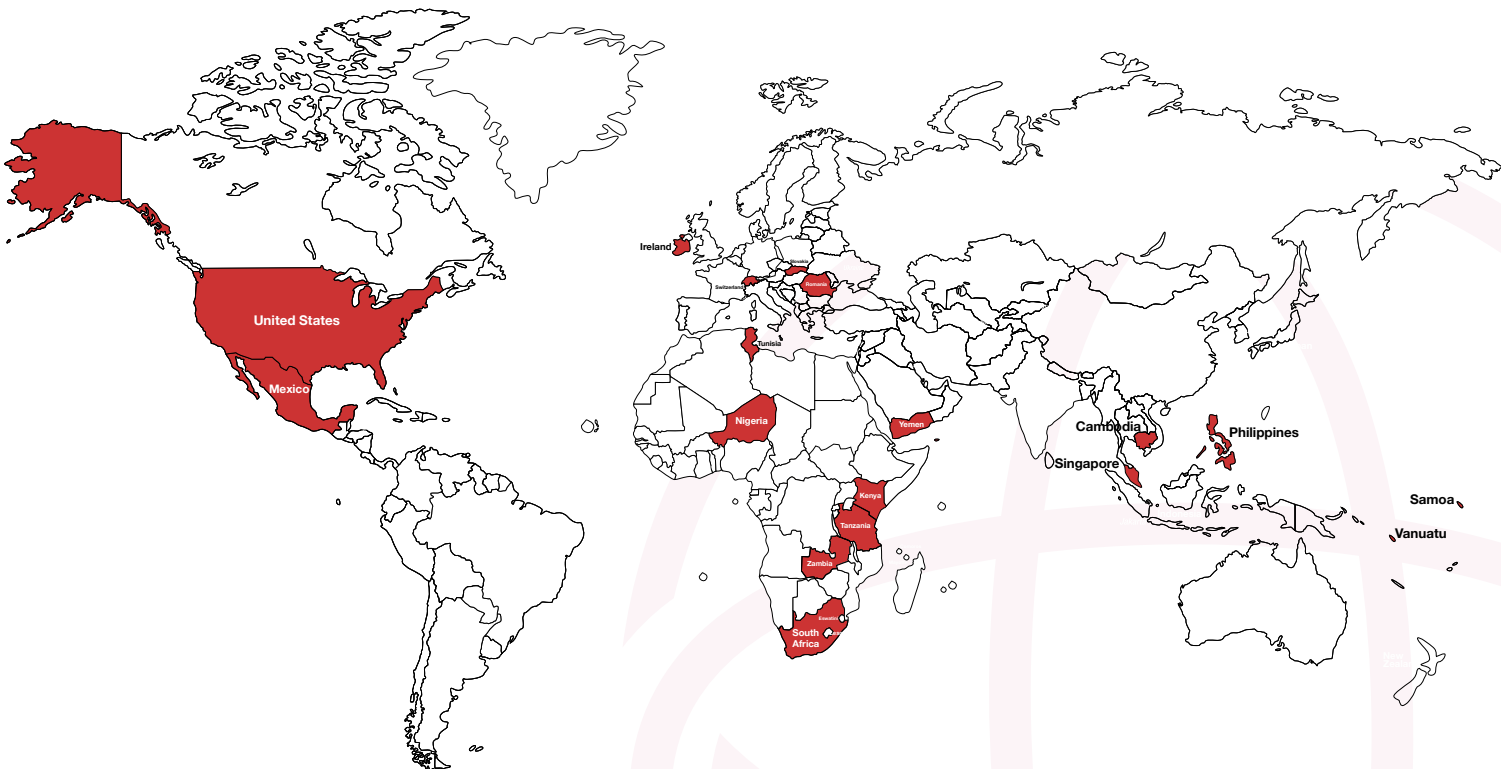 Ireland
Slovakia
Switzerland
Romania
United States
Tunisia
Mexico
Nigeria
Yemen
Cambodia
Philippines
Singapore
Kenya
Samoa
Tanzania
Vanuatu
Zambia
Eswatini
South
Africa